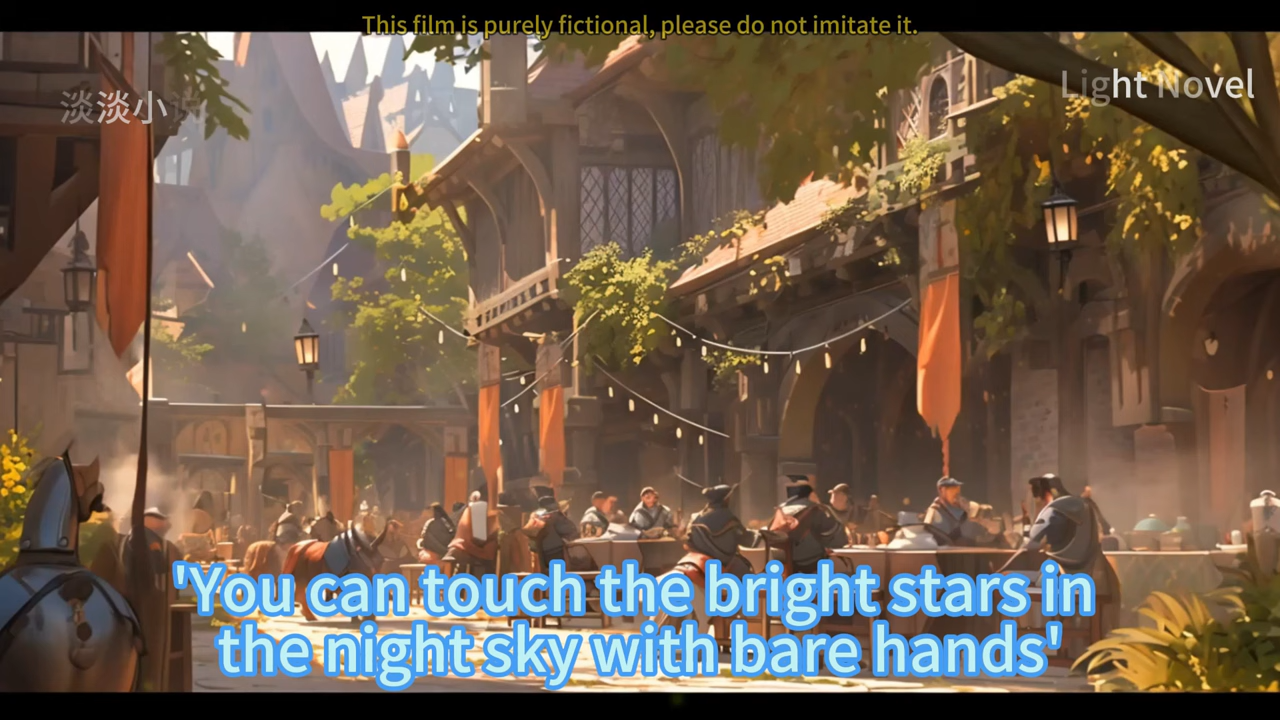 This film is purely fictional, please do not imitate it.
淡淡小说
Light Novel
'You can touch the bright stars in
the night sky with bare hands'